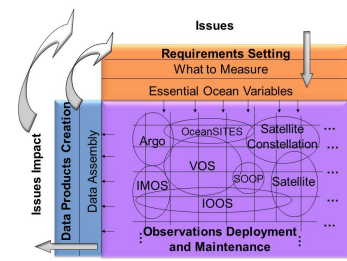 Issues
Requirements Setting
What to Measure
Essential Ocean Variables
Issues Impact
Data Products Creation
Data Assembly
Argo
OceanSITES
Satellite
Constellation
...
VOS
IMOS
SOOP
Satellite
...
IOOS
...
Observations Deployment
and Maintenance